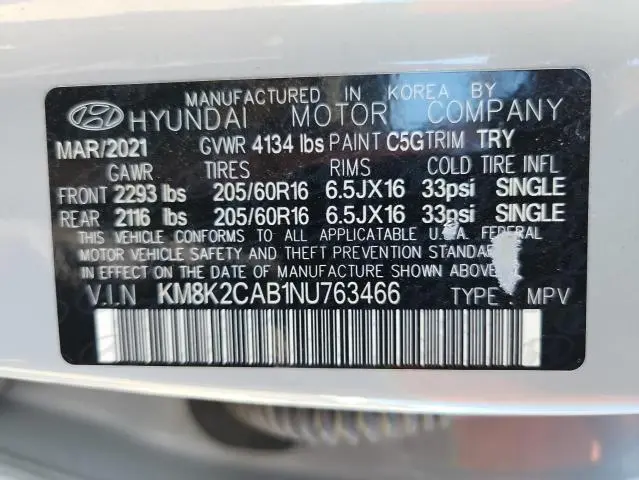 MANUFACTURED IN KOREA BY
HYUNDAI MOTOR COMPANY
MAR/2021 GVWR 4134 lbs PAINT C5G TRIM TRY
GAWR TIRES RIMS COLD TIRE INFL
FRONT 2293 lbs 205/60R16 6.5JX16 33psi SINGLE
REAR 2116 lbs 205/60R16 6.5JX16 33psi SINGLE
THIS VEHICLE CONFORMS TO ALL APPLICABLE U.S.A. FEDERAL
MOTOR VEHICLE SAFETY AND THEFT PREVENTION STANDARDS
IN EFFECT ON THE DATE OF MANUFACTURE SHOWN ABOVE.
V.I.N KM8K2CAB1NU763466 TYPE: MPV